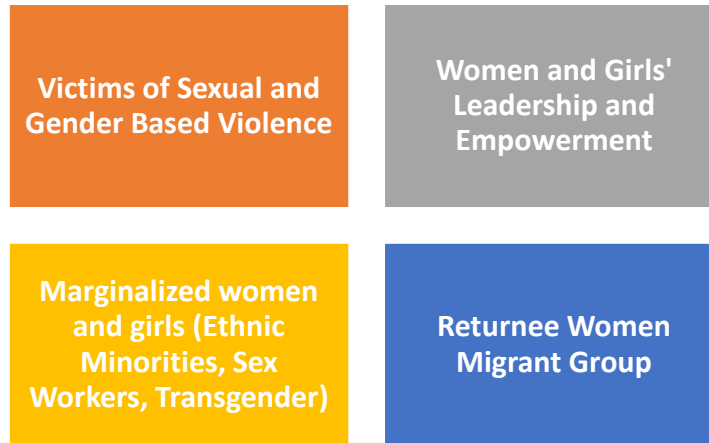 Victims of Sexual and
Gender Based Violence
Women and Girls'
Leadership and
Empowerment
Marginalized women
and girls (Ethnic
Minorities, Sex
Workers, Transgender)
Returnee Women
Migrant Group